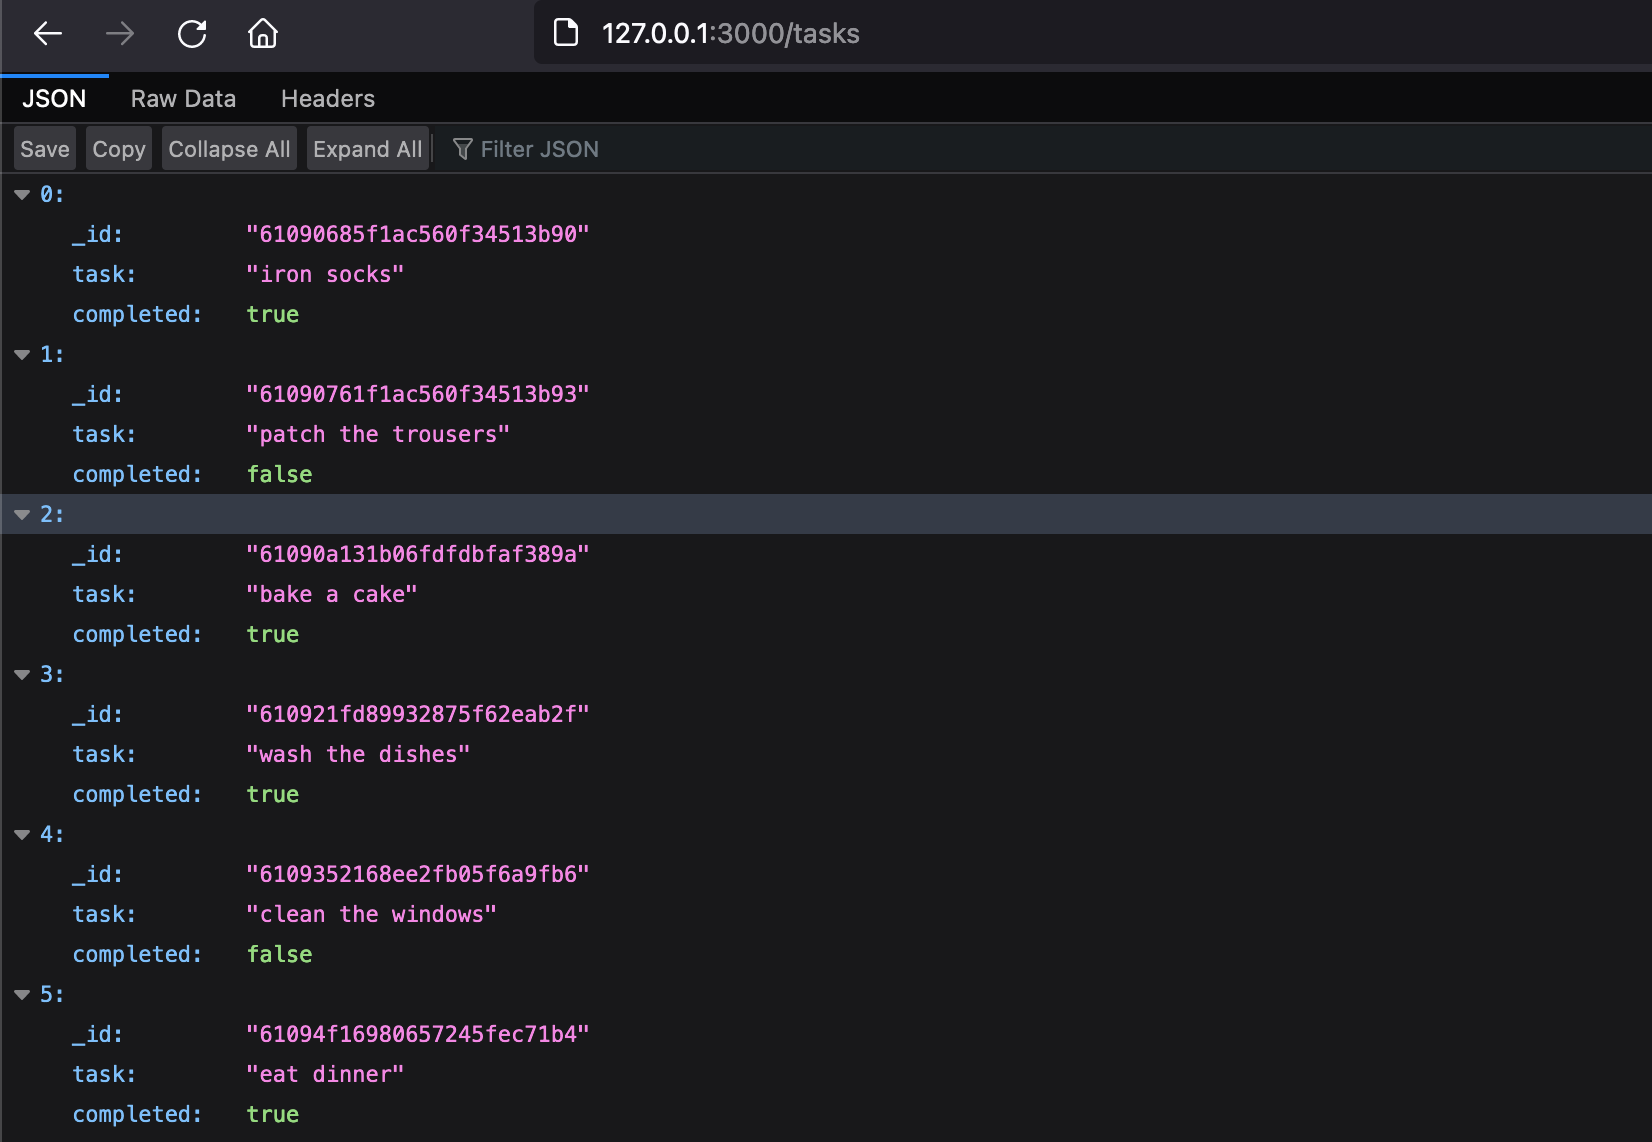 127.0.0.1:3000/tasks
JSON Raw Data Headers
Save Copy Collapse All Expand All Filter JSON
0:
_id: "61090685f1ac560f34513b90"
task: "iron socks"
completed: true
1:
_id: "61090761f1ac560f34513b93"
task: "patch the trousers"
completed: false
2:
_id: "61090a131b06fdfdbfaf389a"
task: "bake a cake"
completed: true
3:
_id: "610921fd89932875f62eab2f"
task: "wash the dishes"
completed: true
4:
_id: "6109352168ee2fb05f6a9fb6"
task: "clean the windows"
completed: false
5:
_id: "61094f16980657245fec71b4"
task: "eat dinner"
completed: true